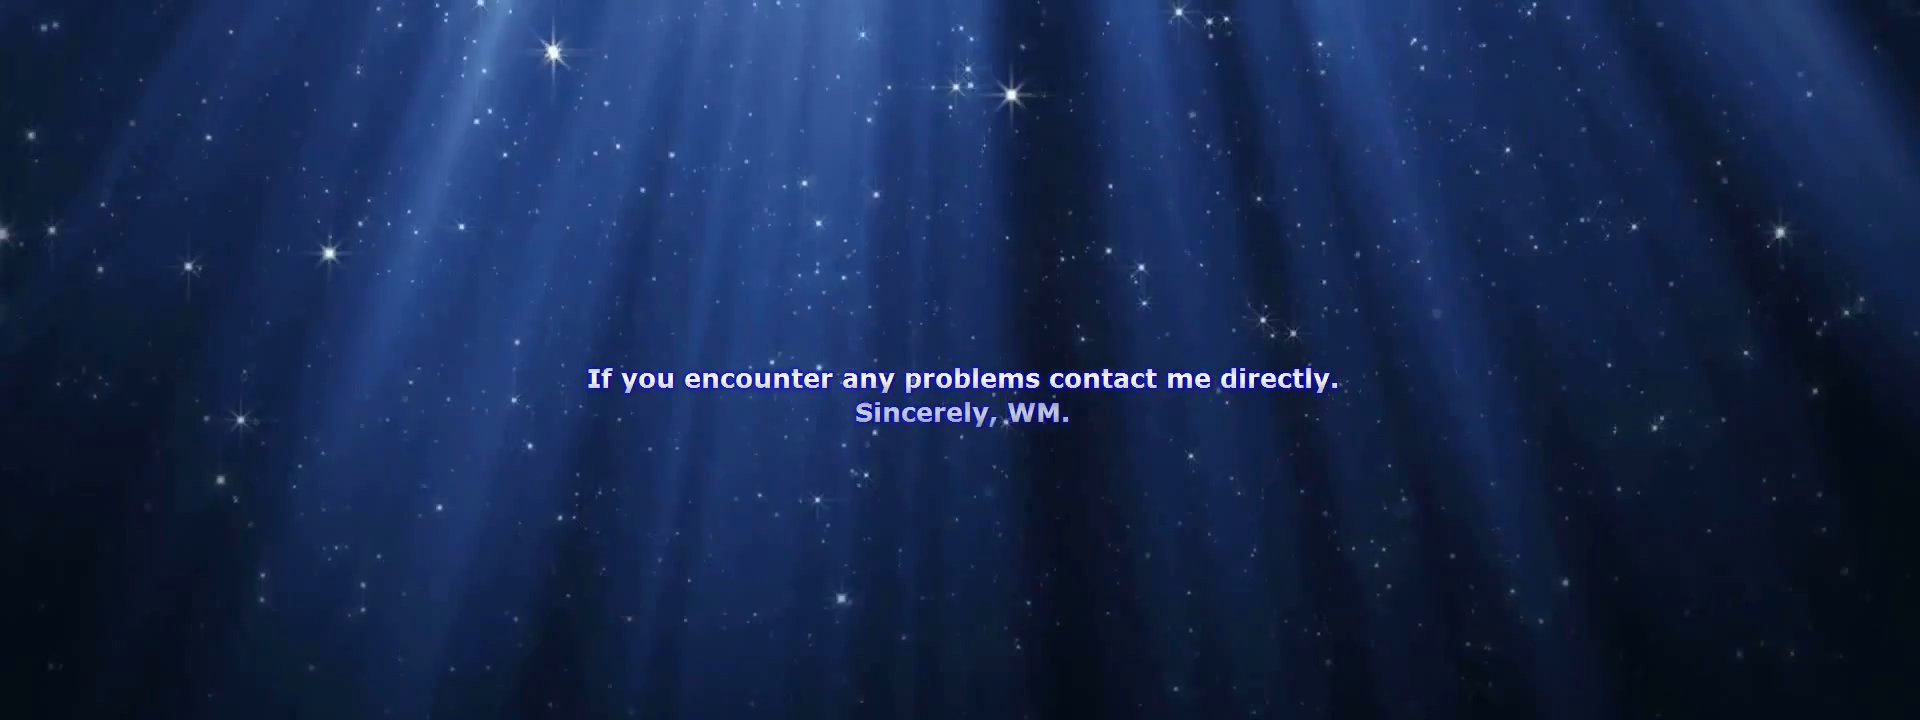 If you encounter any problems contact me directly.
Sincerely, WM.